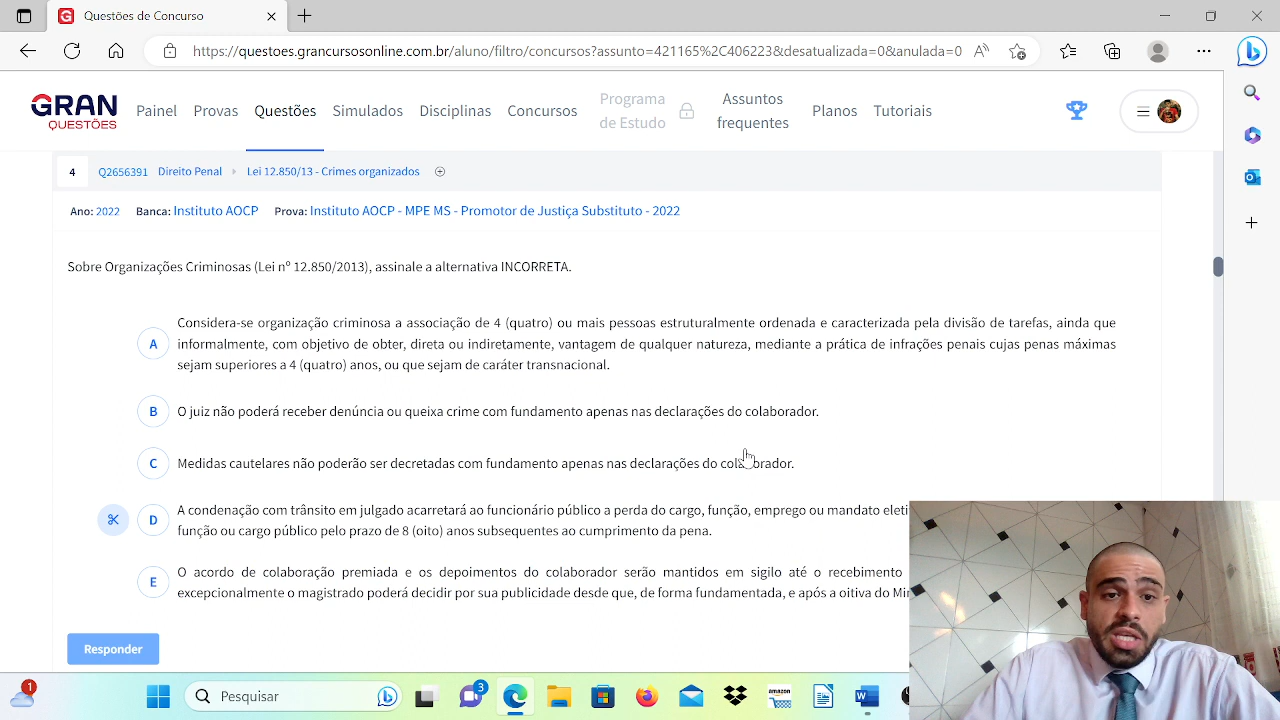 Questões de Concurso
https://questoes.grancursosonline.com.br/aluno/filtro/concursos?assunto=421165%2C406223&desatualizada=0&anulada=0
GRAN
QUESTÕES
Painel
Provas
Questões
Simulados
Disciplinas
Concursos
Programa
de Estudo
Assuntos
frequentes
Planos
Tutoriais
4
Q2656391
Direito Penal
Lei 12.850/13 - Crimes organizados
Ano: 2022
Banca: Instituto AOCP
Prova: Instituto AOCP - MPE MS - Promotor de Justiça Substituto - 2022
Sobre Organizações Criminosas (Lei nº 12.850/2013), assinale a alternativa INCORRETA.
A
Considera-se organização criminosa a associação de 4 (quatro) ou mais pessoas estruturalmente ordenada e caracterizada pela divisão de tarefas, ainda que
informalmente, com objetivo de obter, direta ou indiretamente, vantagem de qualquer natureza, mediante a prática de infrações penais cujas penas máximas
sejam superiores a 4 (quatro) anos, ou que sejam de caráter transnacional.
B
O juiz não poderá receber denúncia ou queixa crime com fundamento apenas nas declarações do colaborador.
C
Medidas cautelares não poderão ser decretadas com fundamento apenas nas declarações do colaborador.
D
A condenação com trânsito em julgado acarretará ao funcionário público a perda do cargo, função, emprego ou mandato eleti
função ou cargo público pelo prazo de 8 (oito) anos subsequentes ao cumprimento da pena.
E
O acordo de colaboração premiada e os depoimentos do colaborador serão mantidos em sigilo até o recebimento
excepcionalmente o magistrado poderá decidir por sua publicidade desde que, de forma fundamentada, e após a oitiva do Mi
Responder
1
Pesquisar
3
amazon
W